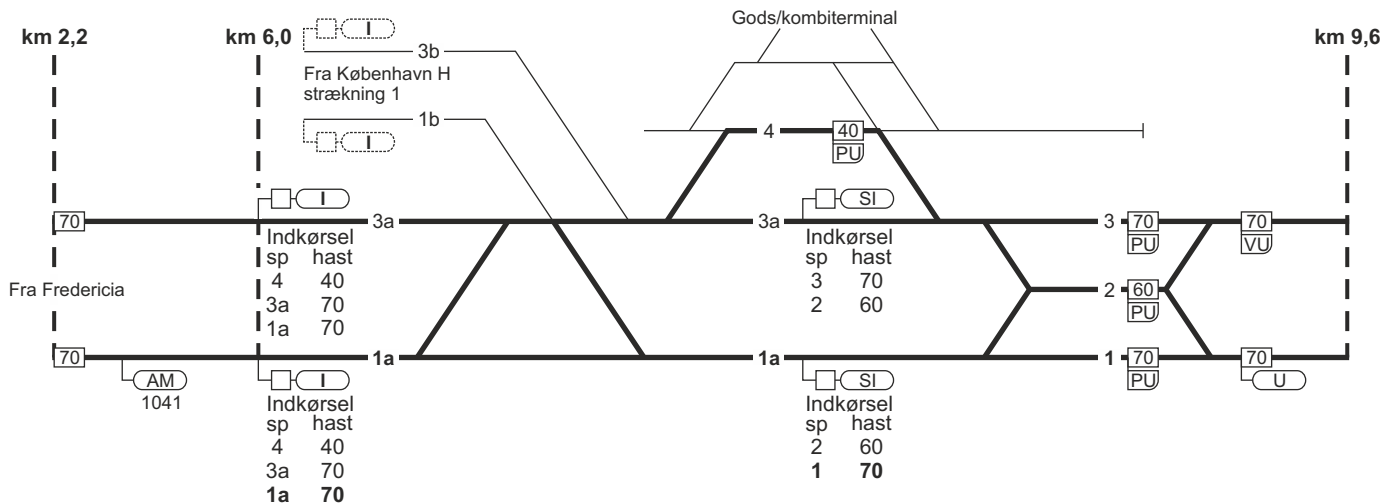 Gods/kombiterminal
km 2,2
km 6,0
I
3b
km 9,6
Fra København H
strækning 1
1b
I
4
40
PU
I
SI
70
3a
3a
3
70
PU
70
VU
Indkørsel
sp hast
4 40
3a 70
1a 70
Indkørsel
sp hast
3 70
2 60
Fra Fredericia
2
60
PU
70
1a
1a
1
70
PU
70
U
AM
1041
I
SI
Indkørsel
sp hast
4 40
3a 70
1a 70
Indkørsel
sp hast
2 60
1 70